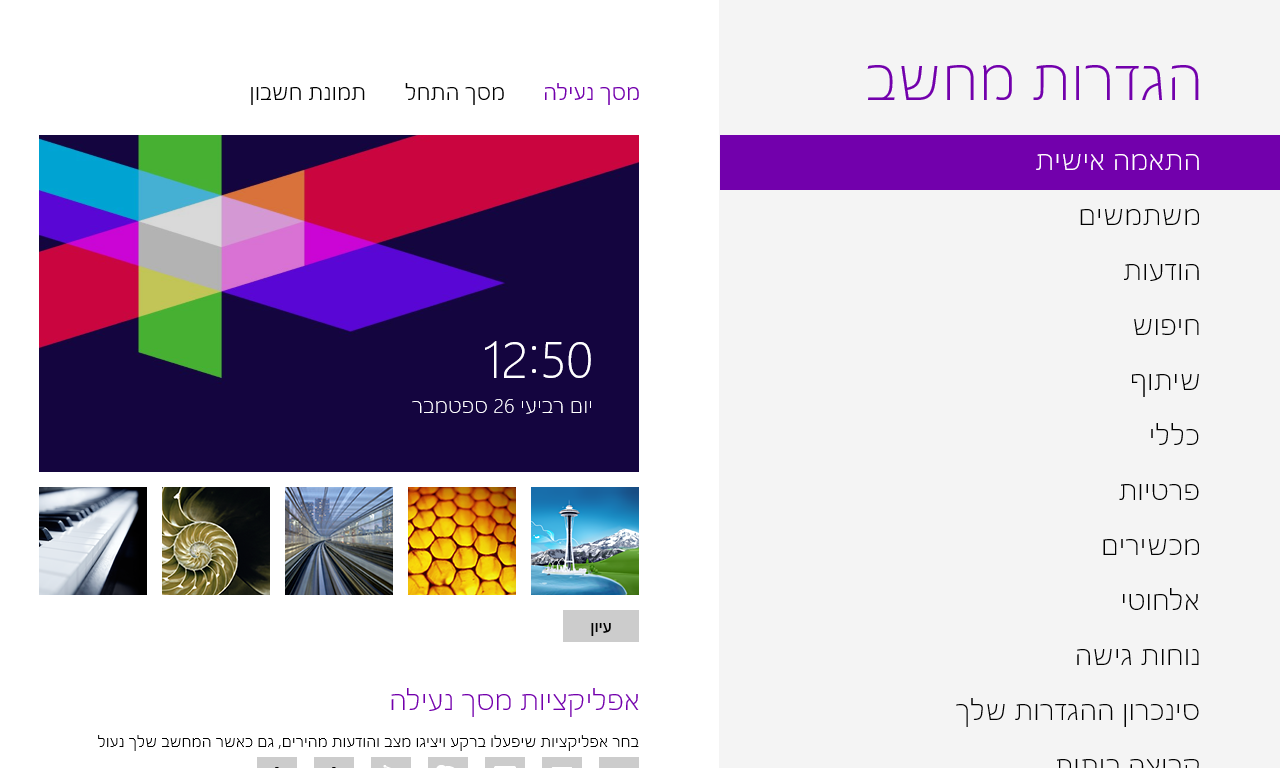 הגדרות מחשב
התאמה אישית
משתמשים
הודעות
חיפוש
שיתוף
כללי
פרטיות
מכשירים
אלחוטי
נוחות גישה
סינכרון ההגדרות שלך
קבוצה ביתית
מסך נעילה
מסך התחל
תמונת חשבון
12:50
יום רביעי 26 ספטמבר
עיון
אפליקציות מסך נעילה
בחר אפליקציות שיפעלו ברקע ויציגו מצב והודעות מהירים, גם כאשר המחשב שלך נעול